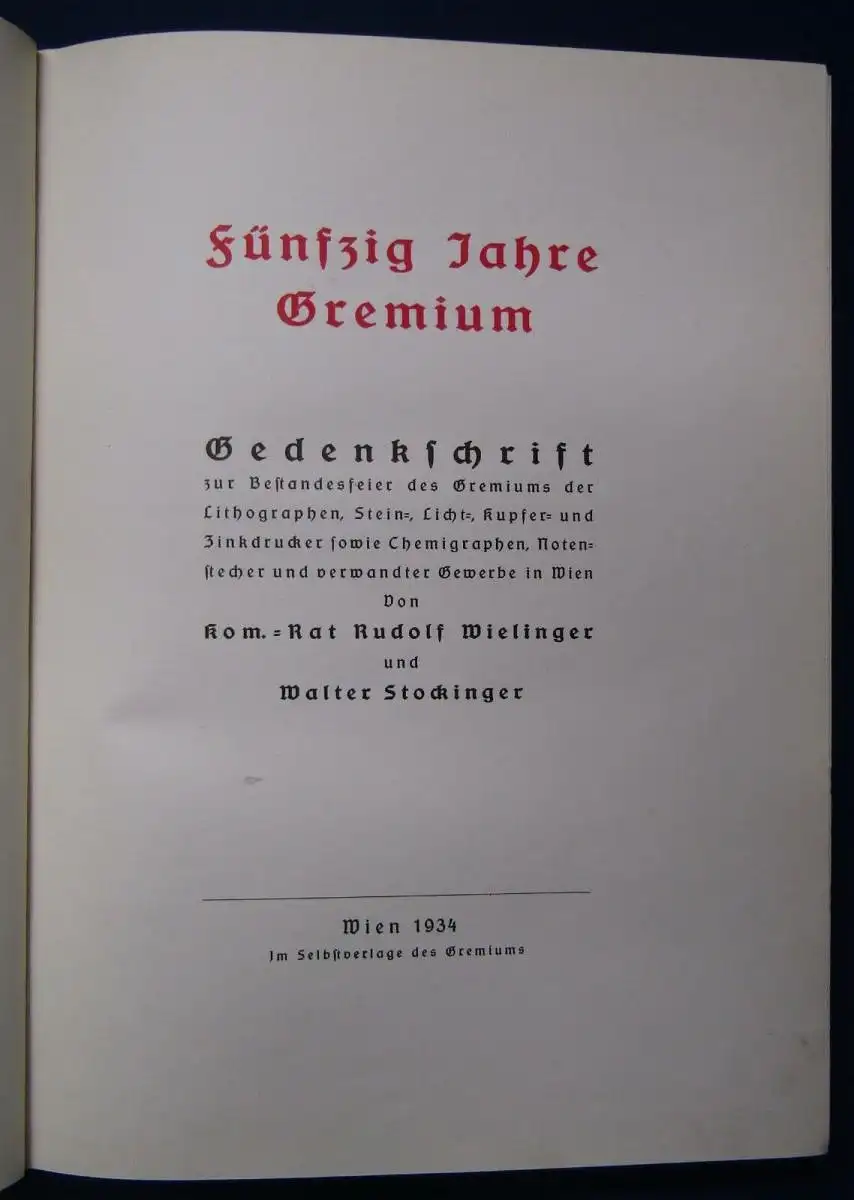 Fünfzig Jahre
Gremium
Gedenkſchrift
zur Beſtandesfeier des Gremiums der
Lithographen, Stein-, Licht-, Kupfer- und
Zinkdrucker ſowie Chemigraphen, Noten-
ſtecher und verwandter Gewerbe in Wien
Von
Kom.-Rat Rudolf Wielinger
und
Walter Stockinger
Wien 1934
Im Selbſtverlage des Gremiums